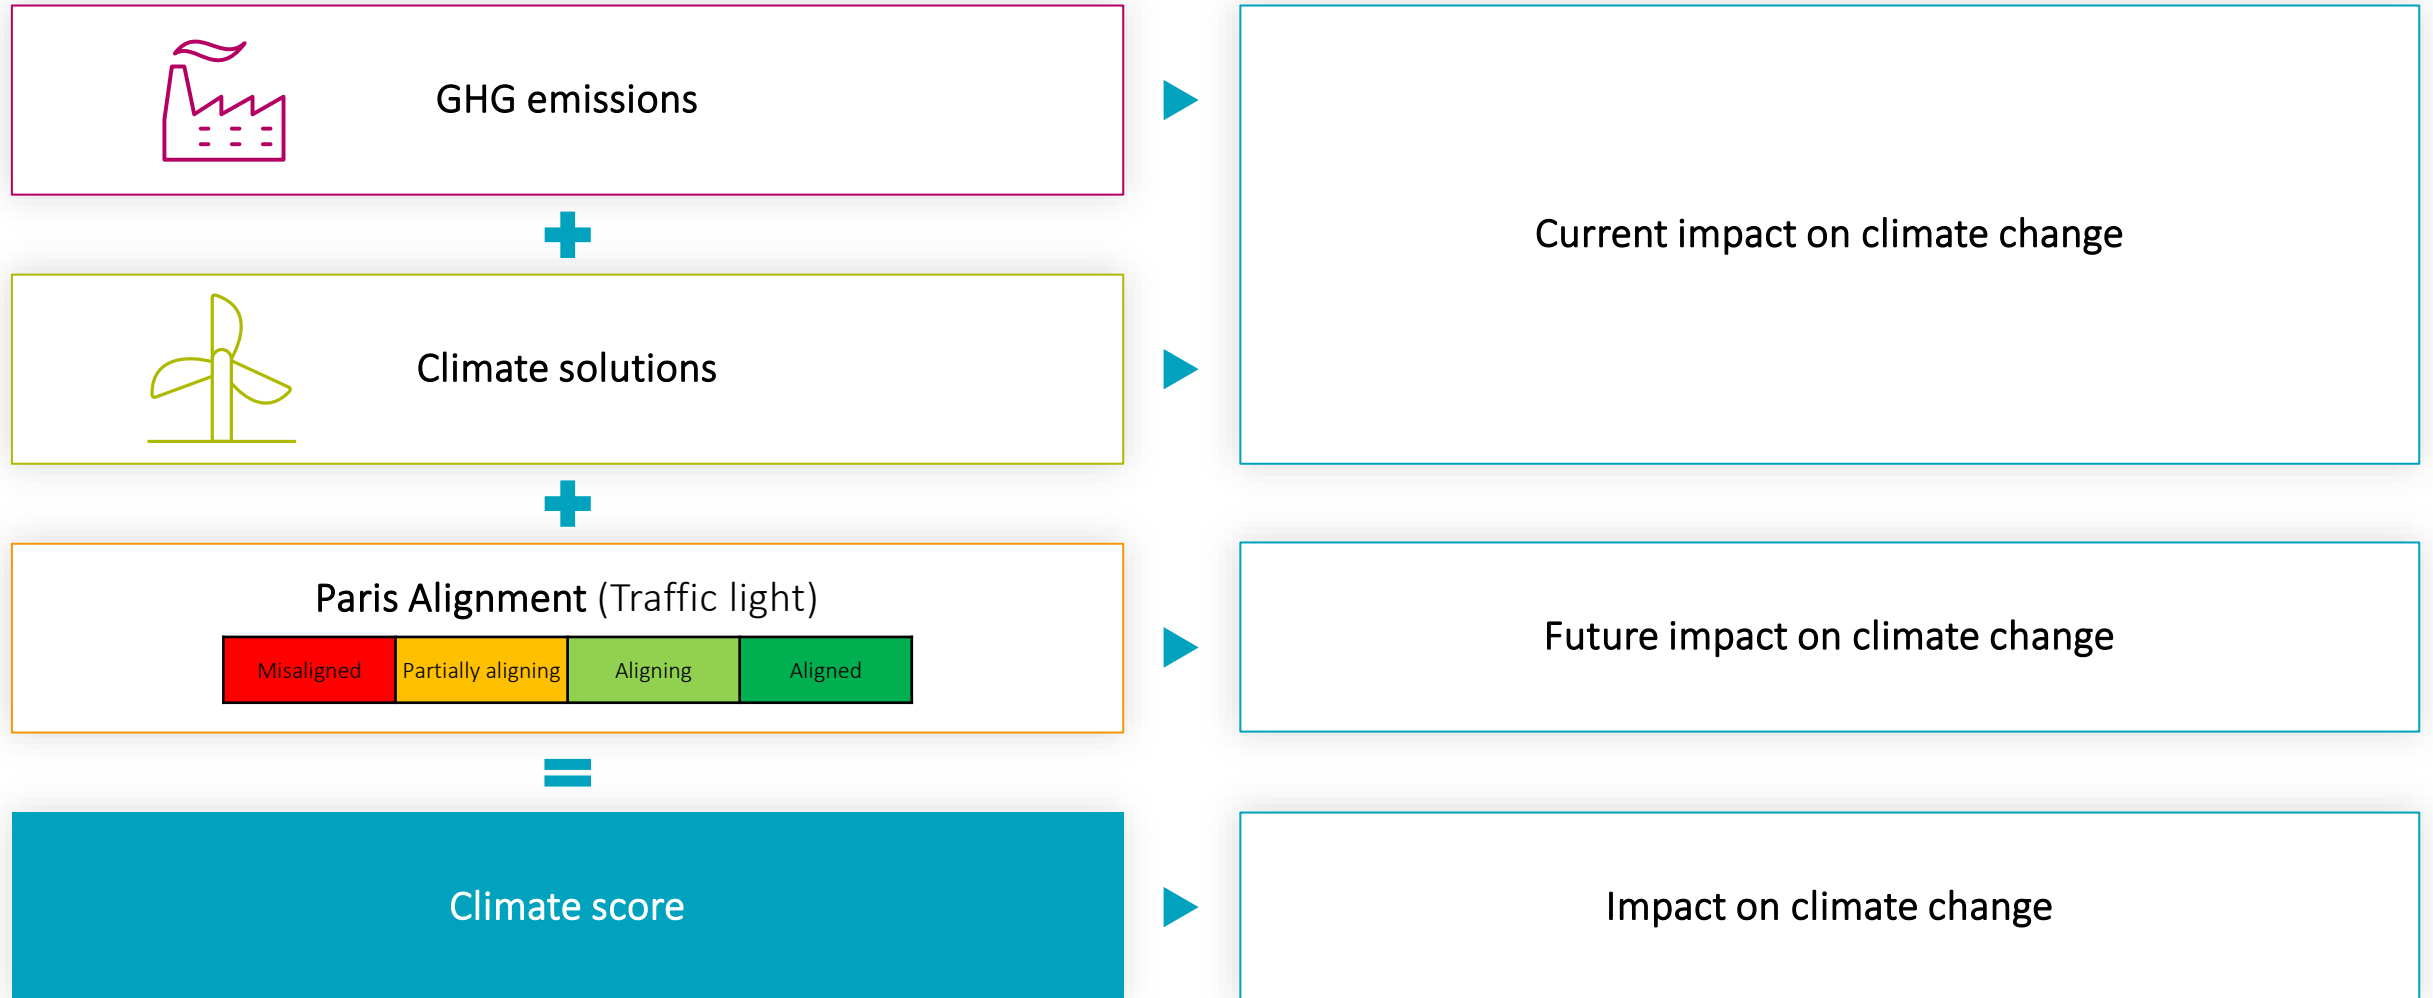 GHG emissions
Current impact on climate change
Climate solutions
Paris Alignment (Traffic light)
Misaligned
Partially aligning
Aligning
Aligned
Future impact on climate change
Climate score
Impact on climate change